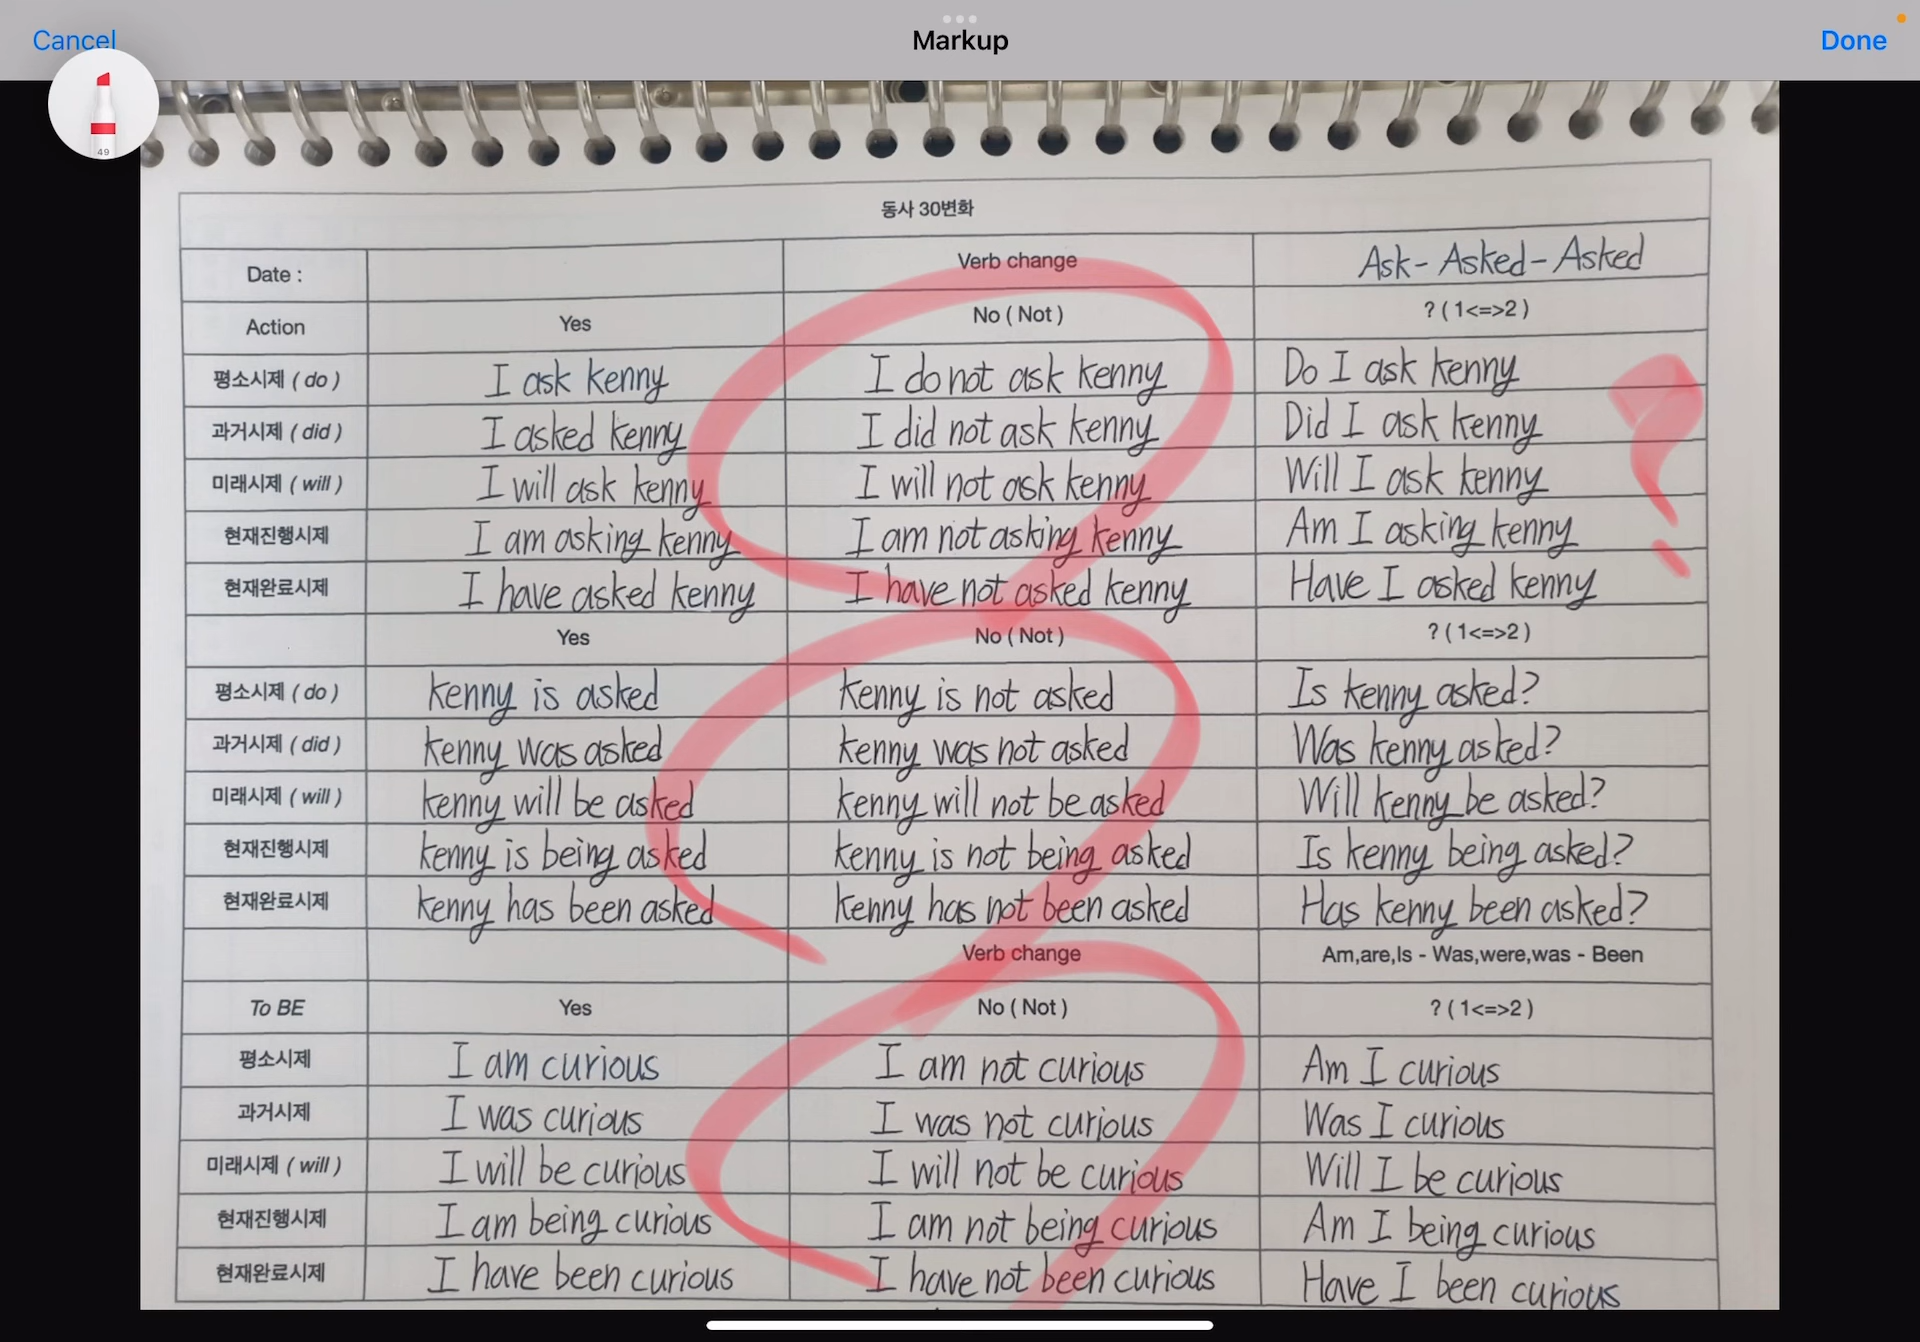 Cancel
Markup
Done
49
동사 30변화
Date : Verb change Ask - Asked - Asked
Action Yes No ( Not ) ? ( 1<=>2 )
평소시제 ( do ) I ask kenny I do not ask kenny Do I ask kenny
과거시제 ( did ) I asked kenny I did not ask kenny Did I ask kenny
미래시제 ( will ) I will ask kenny I will not ask kenny Will I ask kenny
현재진행시제 I am asking kenny I am not asking kenny Am I asking kenny
현재완료시제 I have asked kenny I have not asked kenny Have I asked kenny
?
Yes No ( Not ) ? ( 1<=>2 )
평소시제 ( do ) kenny is asked kenny is not asked Is kenny asked?
과거시제 ( did ) kenny was asked kenny was not asked Was kenny asked?
미래시제 ( will ) kenny will be asked kenny will not be asked Will kenny be asked?
현재진행시제 kenny is being asked kenny is not being asked Is kenny being asked?
현재완료시제 kenny has been asked kenny has not been asked Has kenny been asked?
Verb change Am,are,Is - Was,were,was - Been
To BE Yes No ( Not ) ? ( 1<=>2 )
평소시제 I am curious I am not curious Am I curious
과거시제 I was curious I was not curious Was I curious
미래시제 ( will ) I will be curious I will not be curious Will I be curious
현재진행시제 I am being curious I am not being curious Am I being curious
현재완료시제 I have been curious I have not been curious Have I been curious